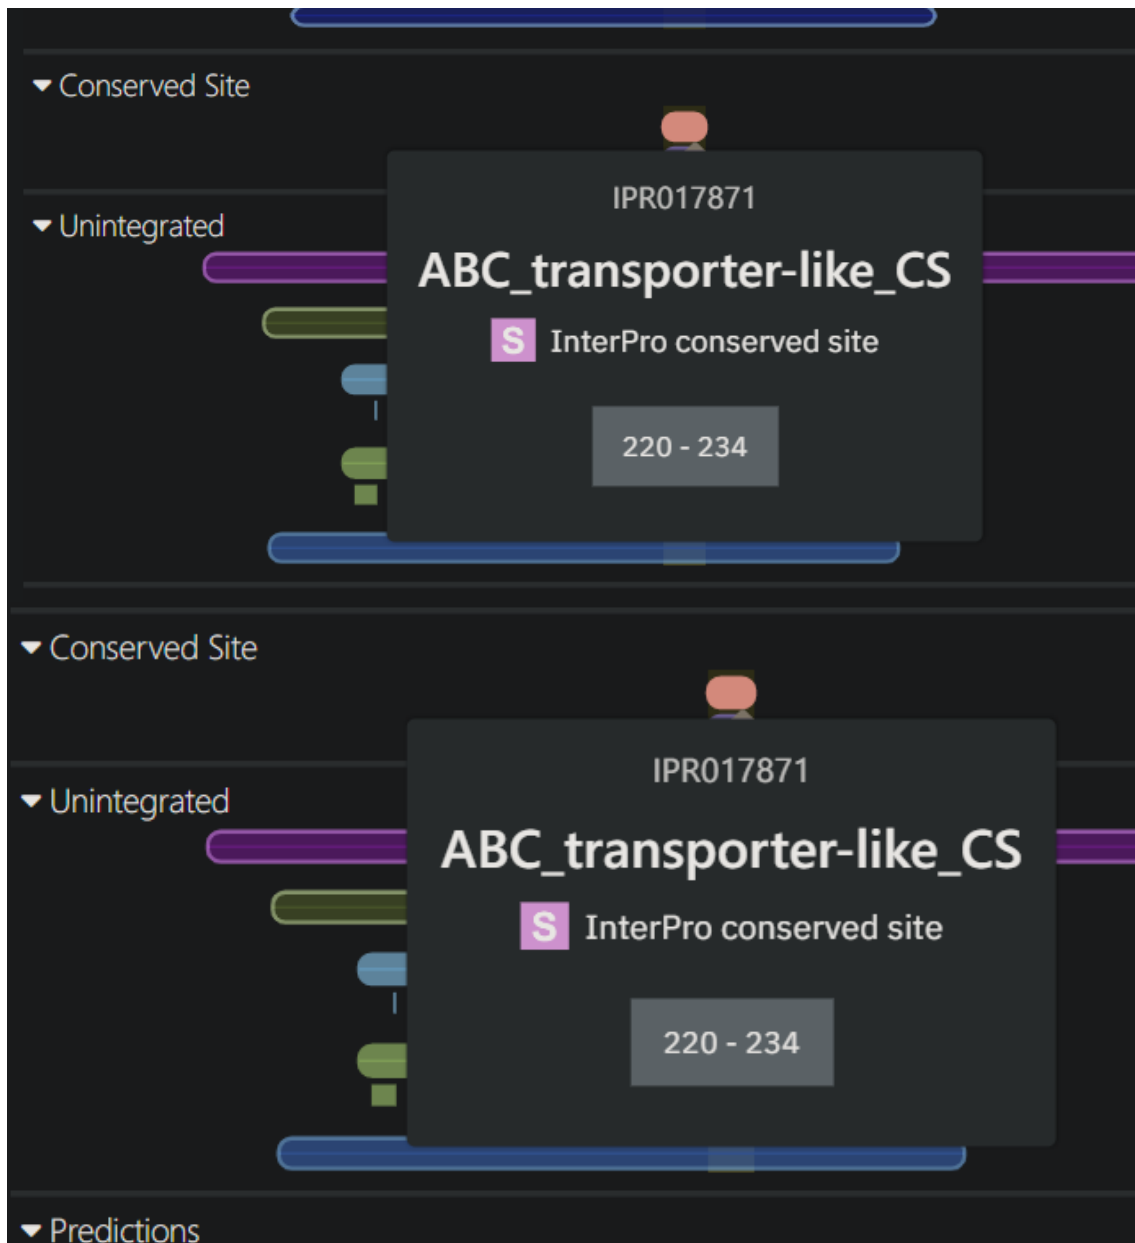 Conserved Site
Unintegrated
IPR017871
ABC_transporter-like_CS
S InterPro conserved site
220 - 234
Conserved Site
Unintegrated
IPR017871
ABC_transporter-like_CS
S InterPro conserved site
220 - 234
Predictions